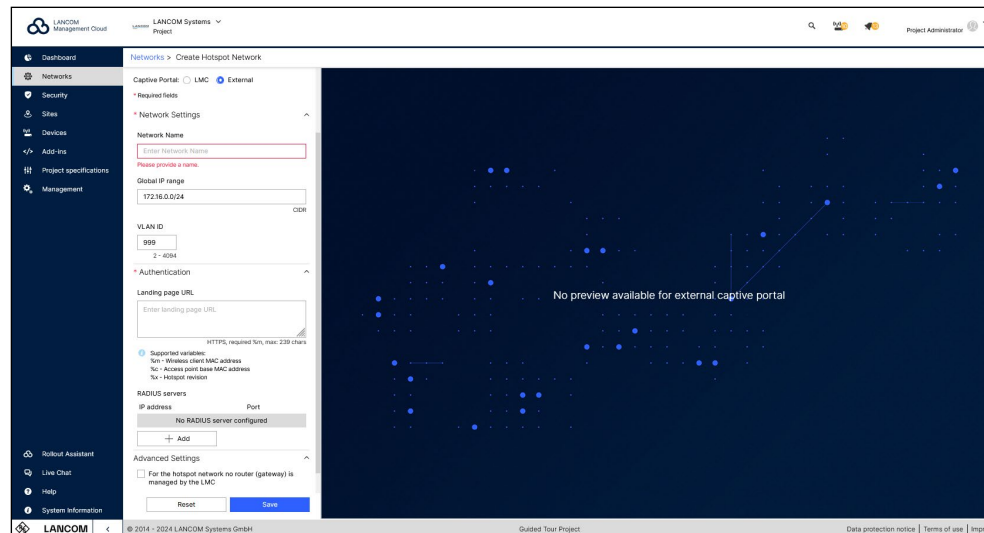 LANCOM
Management Cloud
LANCOM Systems
Project
Project Administrator
Dashboard
Networks
Security
Sites
Devices
Add-ins
Project specifications
Management
Rollout Assistant
Live Chat
Help
System Information
LANCOM
Networks > Create Hotspot Network
Captive Portal: LMC External
* Required fields
* Network Settings
Network Name
Enter Network Name
Please provide a name.
Global IP range
172.16.0.0/24
CIDR
VLAN ID
999
2 - 4094
* Authentication
Landing page URL
Enter landing page URL
HTTPS, required %m, max: 239 chars
Supported variables:
%m - Wireless client MAC address
%c - Access point base MAC address
%x - Hotspot revision
RADIUS servers
IP address Port
No RADIUS server configured
+ Add
Advanced Settings
For the hotspot network no router (gateway) is
managed by the LMC
Reset Save
No preview available for external captive portal
© 2014 - 2024 LANCOM Systems GmbH
Guided Tour Project
Data protection notice | Terms of use | Impr